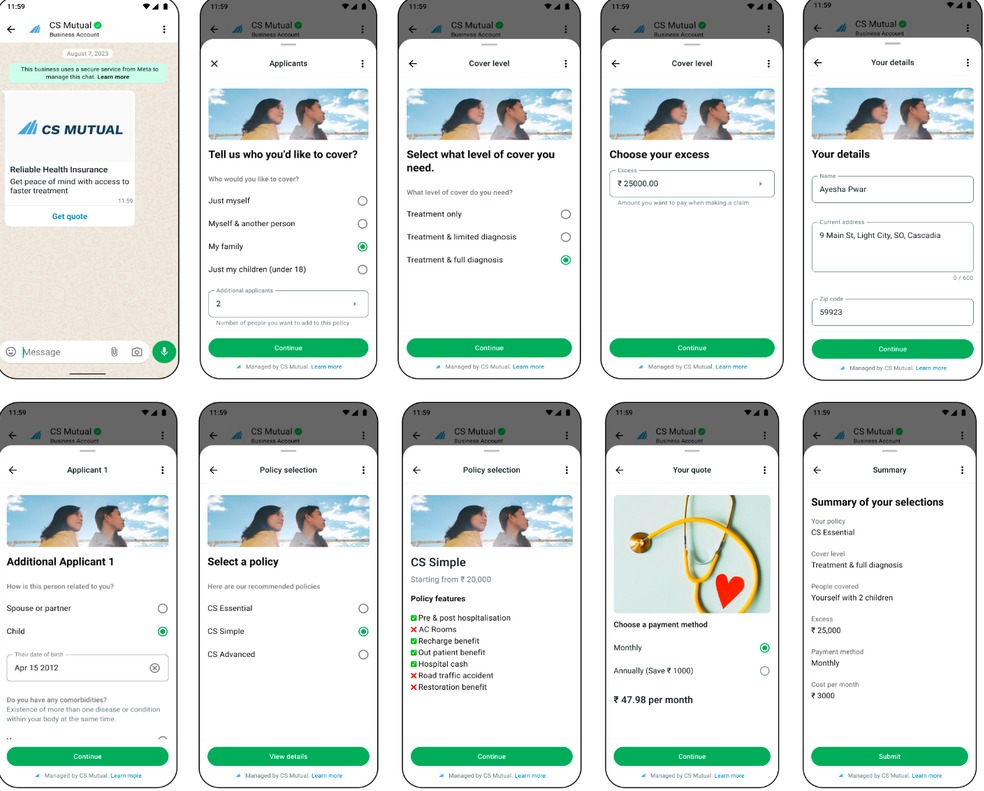 11:59
CS Mutual
Business Account
August 7, 2023
This business uses a secure service from Meta to
manage this chat. Learn more
CS MUTUAL
Reliable Health Insurance
Get peace of mind with access to
faster treatment
11:59
Get quote
Message
11:59
CS Mutual
Business Account
Applicants
Tell us who you'd like to cover?
Who would you like to cover?
Just myself
Myself & another person
My family
Just my children (under 18)
Additional applicants
2
Number of people you want to add to this policy
Continue
Managed by CS Mutual. Learn more
11:59
CS Mutual
Business Account
Cover level
Select what level of cover you
need.
What level of cover do you need?
Treatment only
Treatment & limited diagnosis
Treatment & full diagnosis
Continue
Managed by CS Mutual. Learn more
11:59
CS Mutual
Business Account
Cover level
Choose your excess
Excess
₹ 25000.00
Amount you want to pay when making a claim
Continue
Managed by CS Mutual. Learn more
11:59
CS Mutual
Business Account
Your details
Your details
Name
Ayesha Pwar
Current address
9 Main St, Light City, SO, Cascadia
0 / 600
Zip code
59923
Continue
Managed by CS Mutual. Learn more
11:59
CS Mutual
Business Account
Applicant 1
Additional Applicant 1
How is this person related to you?
Spouse or partner
Child
Their date of birth
Apr 15 2012
Do you have any comorbidities?
Existence of more than one disease or condition
within your body at the same time.
Continue
Managed by CS Mutual. Learn more
11:59
CS Mutual
Business Account
Policy selection
Select a policy
Here are our recommended policies
CS Essential
CS Simple
CS Advanced
View details
Managed by CS Mutual. Learn more
11:59
CS Mutual
Business Account
Policy selection
CS Simple
Starting from ₹ 20,000
Policy features
✅ Pre & post hospitalisation
❌ AC Rooms
✅ Recharge benefit
✅ Out patient benefit
✅ Hospital cash
❌ Road traffic accident
❌ Restoration benefit
Continue
Managed by CS Mutual. Learn more
11:59
CS Mutual
Business Account
Your quote
Choose a payment method
Monthly
Annually (Save ₹ 1000)
₹ 47.98 per month
Continue
Managed by CS Mutual. Learn more
11:59
CS Mutual
Business Account
Summary
Summary of your selections
Your policy
CS Essential
Cover level
Treatment & full diagnosis
People covered
Yourself with 2 children
Excess
₹ 25,000
Payment method
Monthly
Cost per month
₹ 3000
Submit
Managed by CS Mutual. Learn more